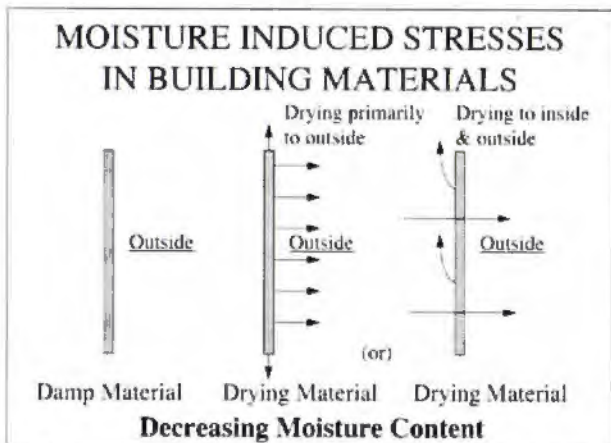 MOISTURE INDUCED STRESSES
IN BUILDING MATERIALS
Drying primarily
to outside
Drying to inside
& outside
Outside
Outside
Outside
(or)
Damp Material
Drying Material
Drying Material
Decreasing Moisture Content